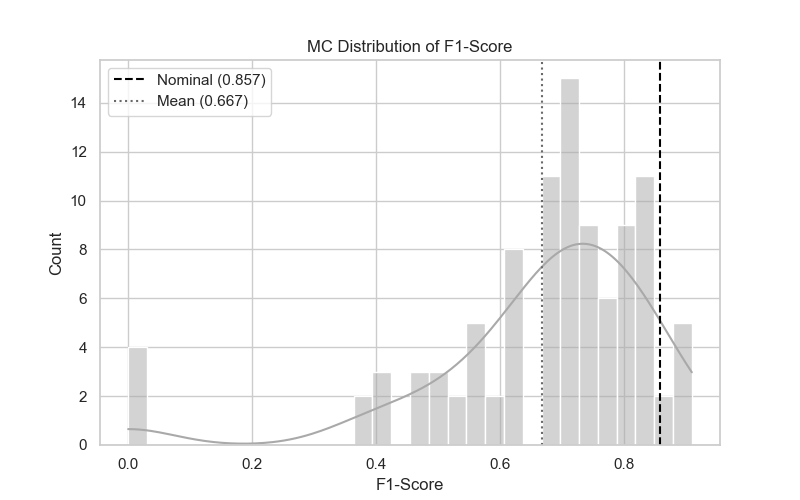 MC Distribution of F1-Score
Nominal (0.857)
Mean (0.667)
14
12
10
8
6
4
2
0
Count
0.0 0.2 0.4 0.6 0.8
F1-Score